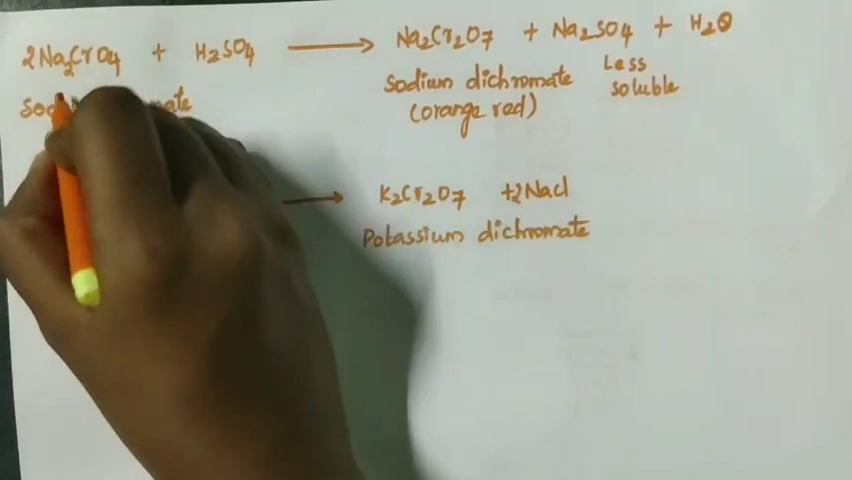 2Na₂CrO₄ + H₂SO₄ ⟶ Na₂Cr₂O₇ + Na₂SO₄ + H₂O
Sodium dichromate Less
(orange red) soluble
⟶ K₂Cr₂O₇ +2Nacl
Potassium dichromate